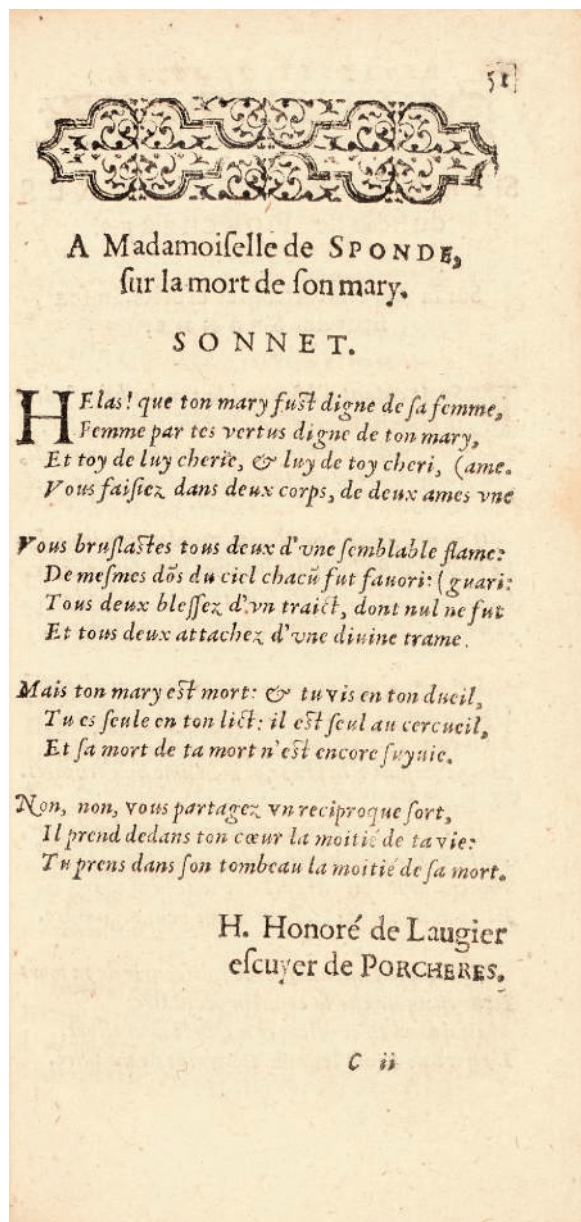 51
A Madamoiſelle de SPONDE,
ſur la mort de ſon mary.
SONNET.
HElas! que ton mary fuſt digne de ſa femme,
Femme par tes vertus digne de ton mary,
Et toy de luy cherie, & luy de toy cheri, (ame.
Vous faiſiez dans deux corps, de deux ames vne
Vous bruſlaſtes tous deux d'vne ſemblable flame:
De meſmes dõs du ciel chacũ fut fauori: (guari:
Tous deux bleſſez d'vn traict, dont nul ne fut
Et tous deux attachez d'vne diuine trame.
Mais ton mary eſt mort: & tu vis en ton dueil,
Tu es ſeule en ton lict: il eſt ſeul au cercueil,
Et ſa mort de ta mort n'eſt encore ſuyuie.
Non, non, vous partagez vn reciproque ſort,
Il prend dedans ton cœur la moitié de ta vie:
Tu prens dans ſon tombeau la moitié de ſa mort.
H. Honoré de Laugier
eſcuyer de PORCHERES.
C ii